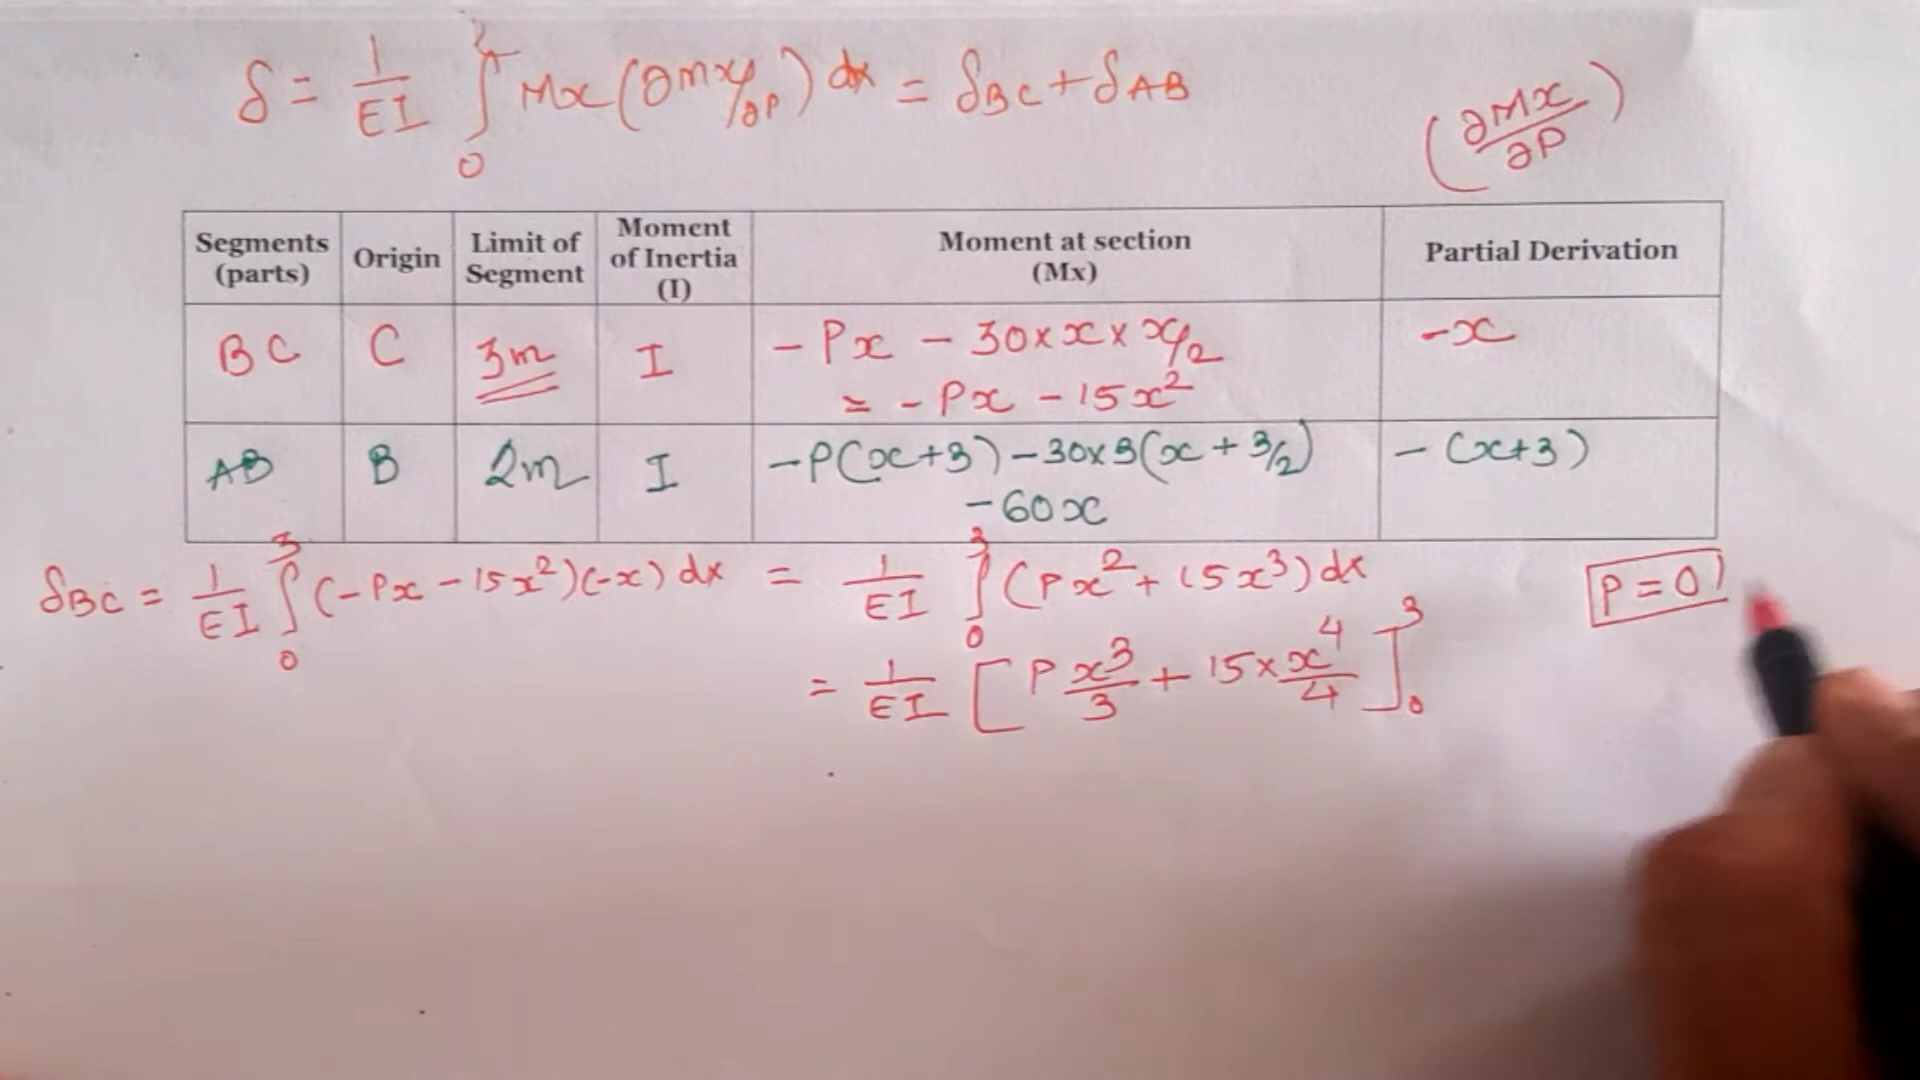 δ = 1/EI ∫₀ᴸ Mx (∂Mx/∂P) dx = δBC + δAB
(∂Mx/∂P)
Segments (parts) Origin Limit of Segment Moment of Inertia (I) Moment at section (Mx) Partial Derivation
BC C 3m I - Px - 30 × x × x/2 -x
= - Px - 15x²
AB B 2m I -P(x+3) - 30×3(x + 3/2) - (x+3)
-60x
δBC = 1/EI ∫₀³ (-Px - 15x²)(-x) dx = 1/EI ∫₀³ (Px² + 15x³) dx
P = 0
= 1/EI [P x³/3 + 15 × x⁴/4]₀³